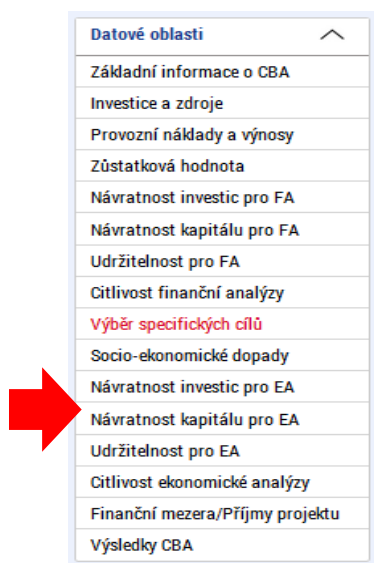 Datové oblasti
Základní informace o CBA
Investice a zdroje
Provozní náklady a výnosy
Zůstatková hodnota
Návratnost investic pro FA
Návratnost kapitálu pro FA
Udržitelnost pro FA
Citlivost finanční analýzy
Výběr specifických cílů
Socio-ekonomické dopady
Návratnost investic pro EA
Návratnost kapitálu pro EA
Udržitelnost pro EA
Citlivost ekonomické analýzy
Finanční mezera/Příjmy projektu
Výsledky CBA